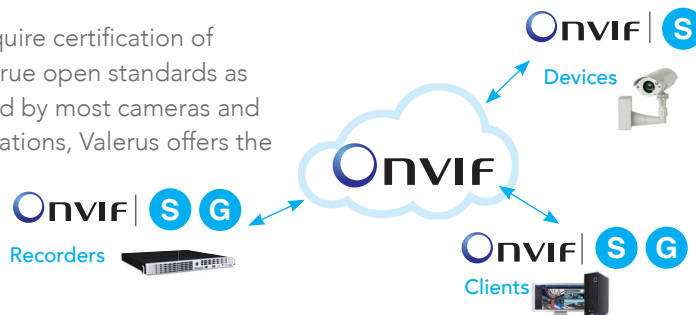 quire certification of
rue open standards as
d by most cameras and
ations, Valerus offers the
ONVIF | S
Devices
ONVIF
ONVIF | S G
Recorders
ONVIF | S G
Clients